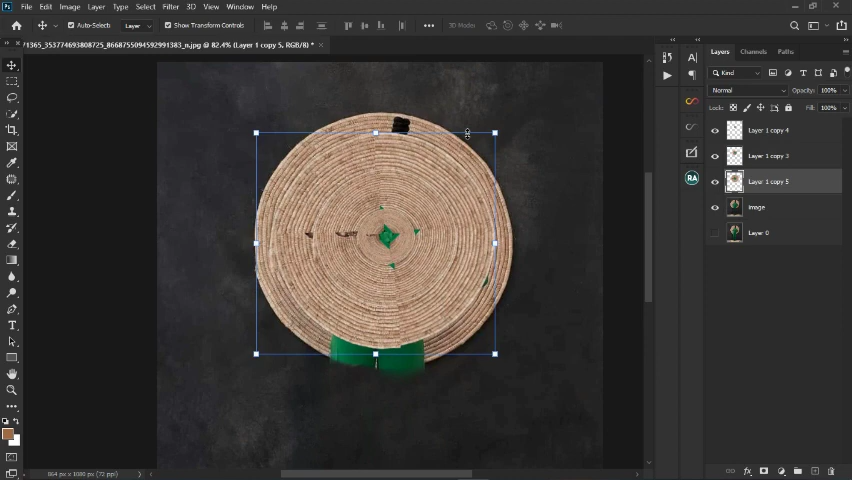 File Edit Image Layer Type Select Filter 3D View Window Help
Auto-Select: Layer Show Transform Controls 3D Mode:
71365_353774693808725_8668755094592991383_n.jpg @ 82.4% (Layer 1 copy 5, RGB/8) *
Layers Channels Paths
Kind
Normal Opacity: 100%
Lock: Fill: 100%
Layer 1 copy 4
Layer 1 copy 3
Layer 1 copy 5
image
Layer 0
RA
864 px x 1080 px (72 ppi)